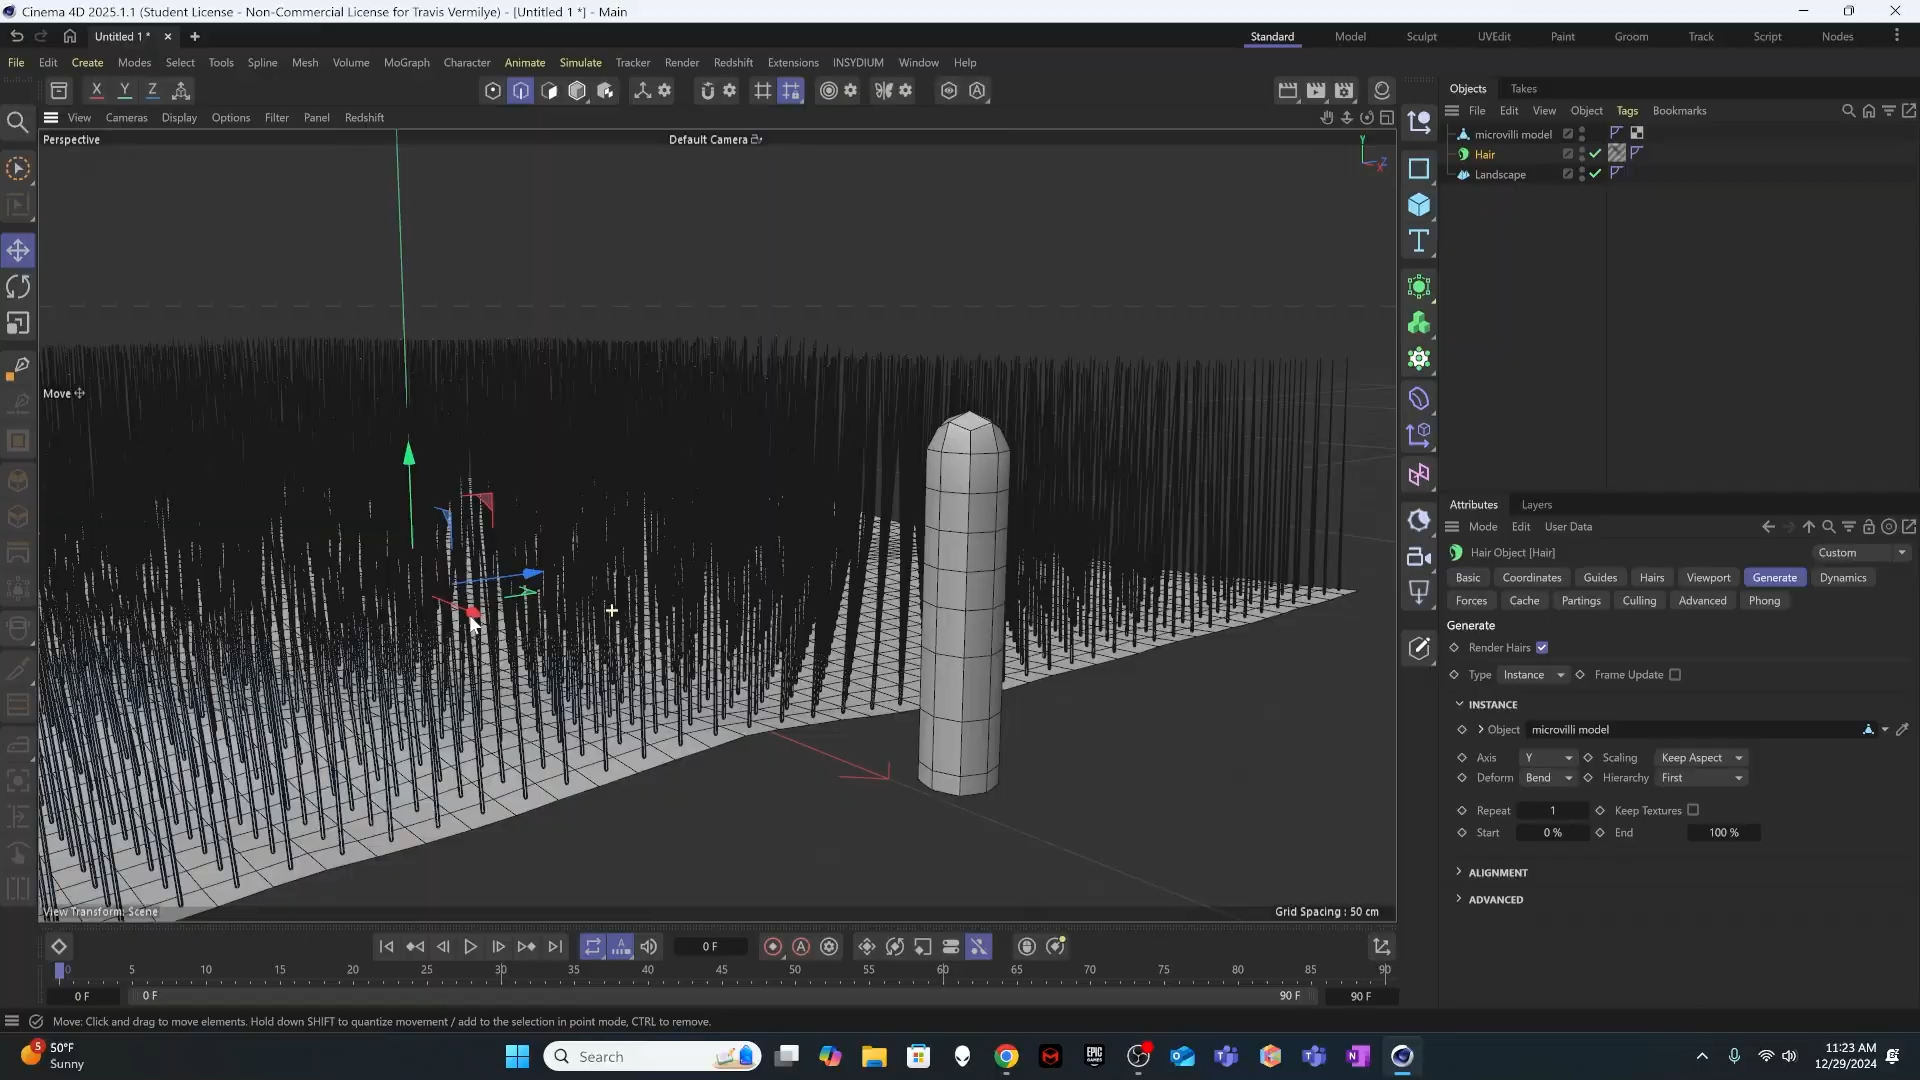 Cinema 4D 2025.1.1 (Student License - Non-Commercial License for Travis Vermilye) - [Untitled 1 *] - Main
Untitled 1 *
Standard Model Sculpt UVEdit Paint Groom Track Script Nodes
File Edit Create Modes Select Tools Spline Mesh Volume MoGraph Character Animate Simulate Tracker Render Redshift Extensions INSYDIUM Window Help
X Y Z
Objects Takes
File Edit View Object Tags Bookmarks
View Cameras Display Options Filter Panel Redshift
Perspective
Default Camera
Y
Z
X
microvilli model
Hair
Landscape
Move
Attributes Layers
Mode Edit User Data
Hair Object [Hair]
Custom
Basic Coordinates Guides Hairs Viewport Generate Dynamics
Forces Cache Partings Culling Advanced Phong
Generate
Render Hairs
Type Instance Frame Update
INSTANCE
Object microvilli model
Axis Y Scaling Keep Aspect
Deform Bend Hierarchy First
Repeat 1 Keep Textures
Start 0 % End 100 %
ALIGNMENT
ADVANCED
View Transform: Scene
Grid Spacing : 50 cm
0 F
0 5 10 15 20 25 30 35 40 45 50 55 60 65 70 75 80 85 90
0 F 0 F 90 F 90 F
Move: Click and drag to move elements. Hold down SHIFT to quantize movement / add to the selection in point mode, CTRL to remove.
5
50°F
Sunny
Search
EPIC
GAMES
11:23 AM
12/29/2024